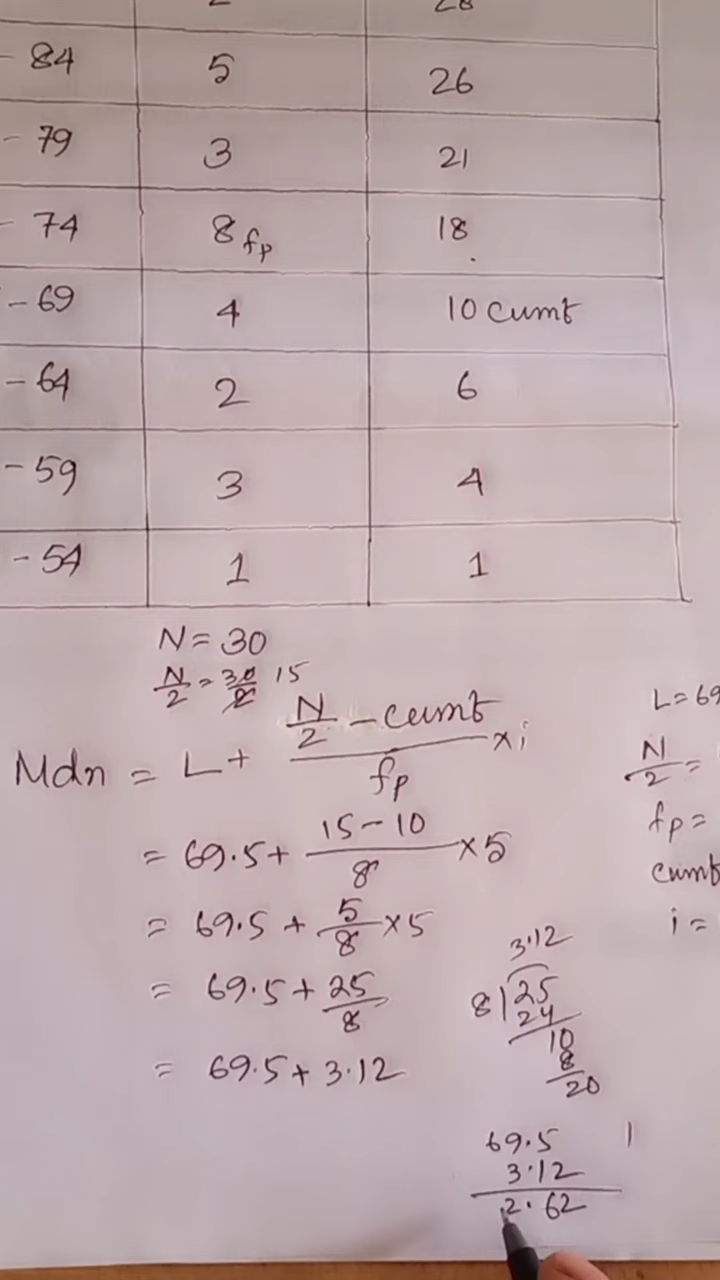 28
- 84 5 26
- 79 3 21
- 74 8 fp 18
- 69 4 10 Cumf
- 64 2 6
- 59 3 4
- 54 1 1
N = 30
N/2 = 30/2 15
L = 69
Mdn = L + (N/2 - cumf)/fp × i
N/2 =
fp =
= 69.5 + (15 - 10)/8 × 5
cumf
= 69.5 + 5/8 × 5
i =
= 69.5 + 25/8
3.12
8 25
24
10
8
20
= 69.5 + 3.12
69.5
3.12
2.62